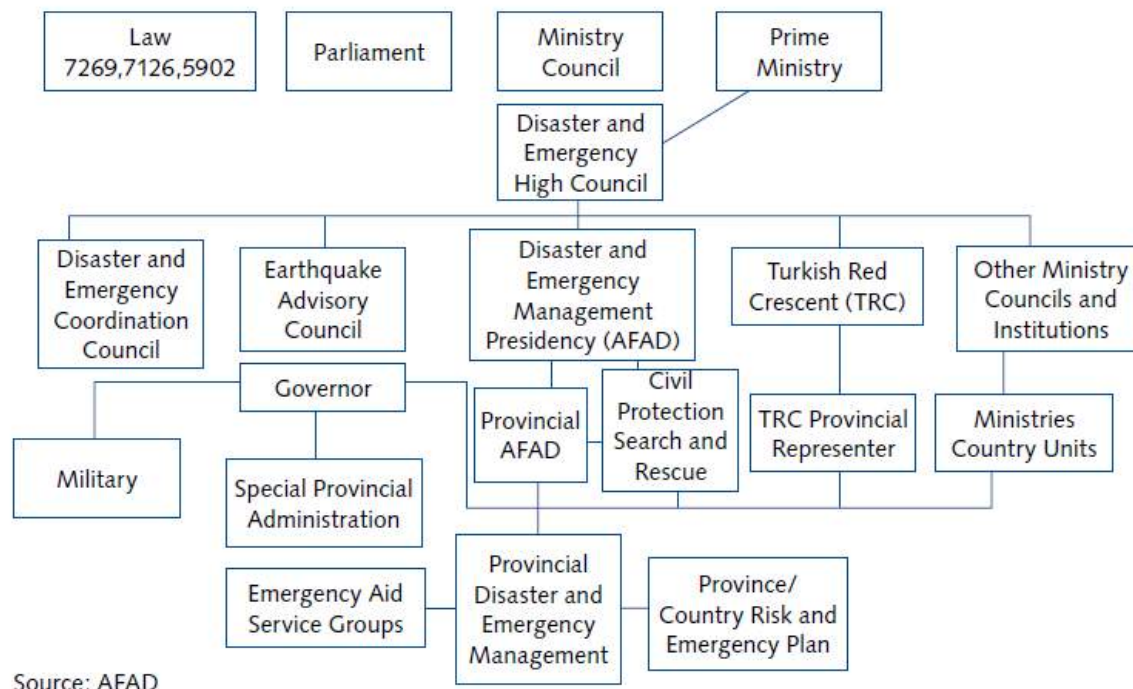 Law
7269,7126,5902
Parliament
Ministry
Council
Prime
Ministry
Disaster and
Emergency
High Council
Disaster and
Emergency
Coordination
Council
Earthquake
Advisory
Council
Disaster and
Emergency
Management
Presidency (AFAD)
Turkish Red
Crescent (TRC)
Other Ministry
Councils and
Institutions
Governor
Military
Special Provincial
Administration
Provincial
AFAD
Civil
Protection
Search and
Rescue
TRC Provincial
Representer
Ministries
Country Units
Emergency Aid
Service Groups
Provincial
Disaster and
Emergency
Management
Province/
Country Risk and
Emergency Plan
Source: AFAD